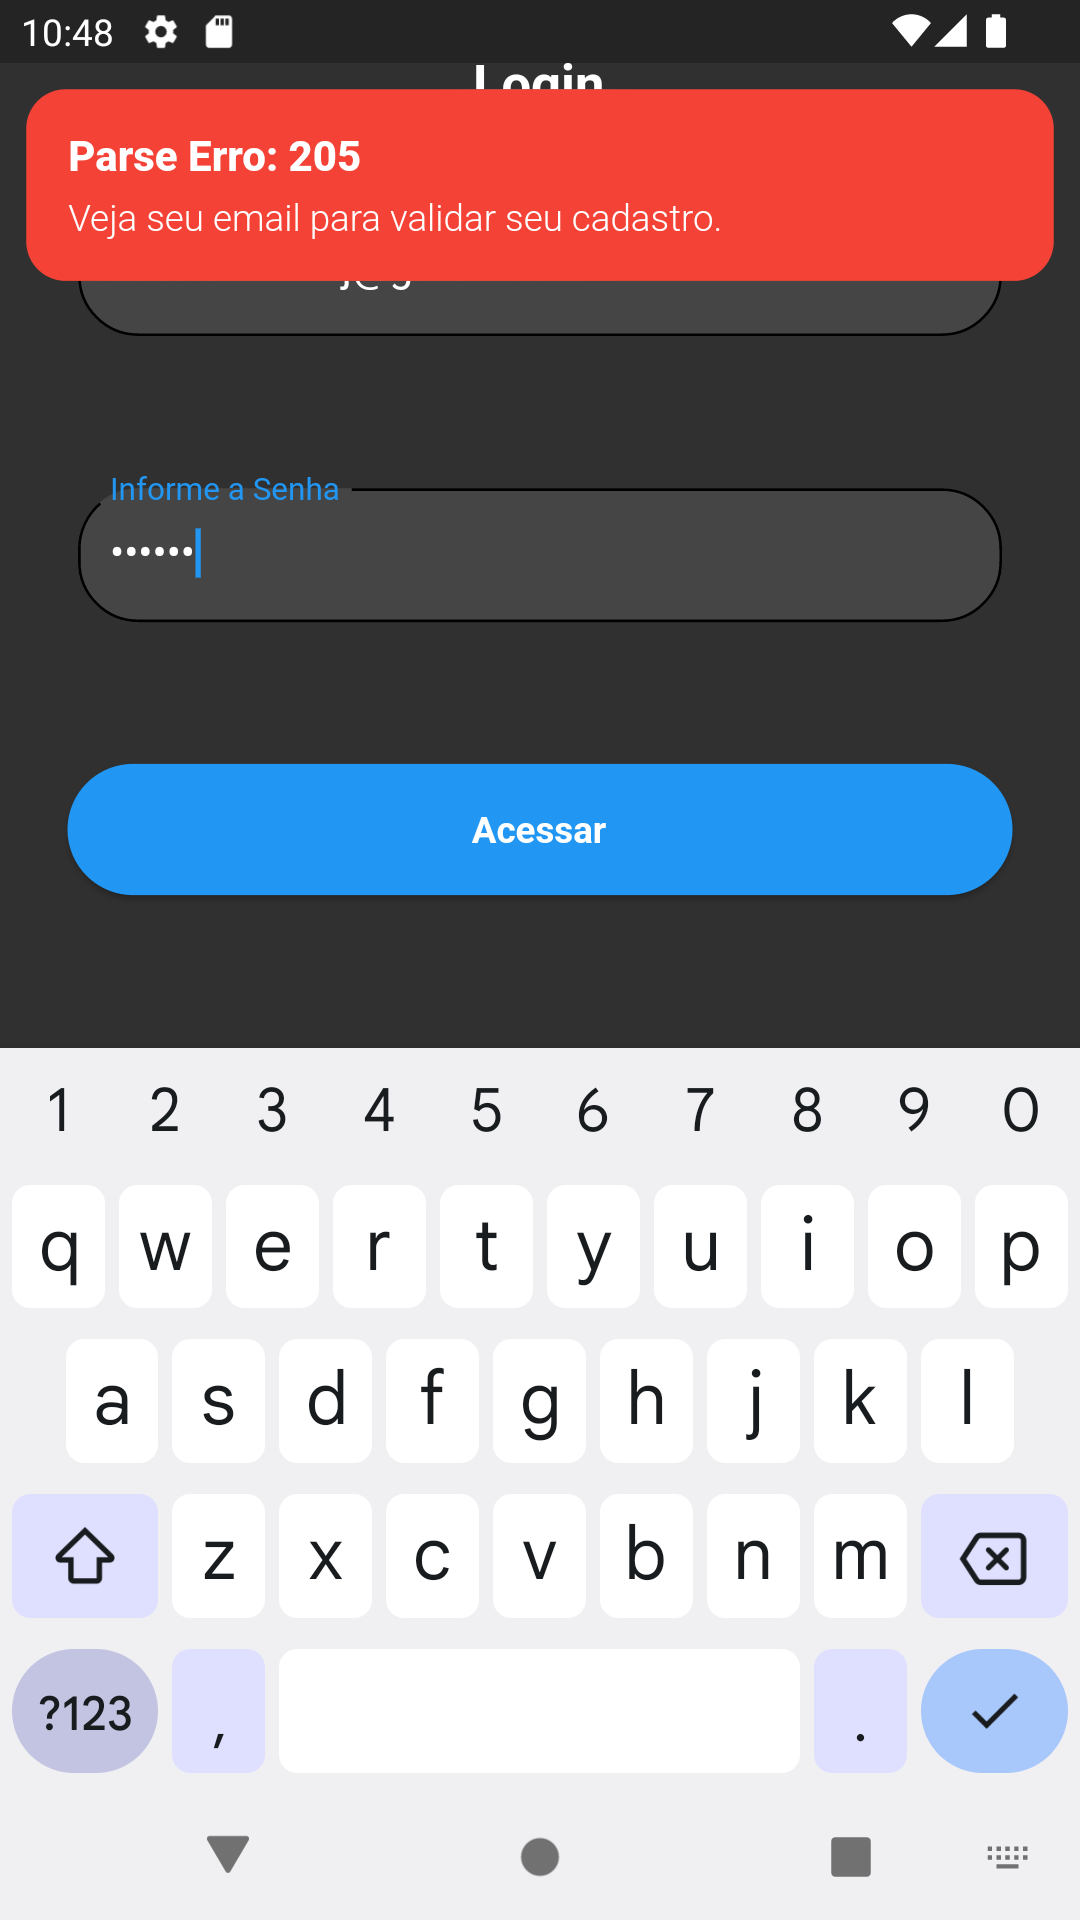 10:48
Login
Parse Erro: 205
Veja seu email para validar seu cadastro.
Informe a Senha
••••••
Acessar
1 2 3 4 5 6 7 8 9 0
q w e r t y u i o p
a s d f g h j k l
z x c v b n m
?123 , .